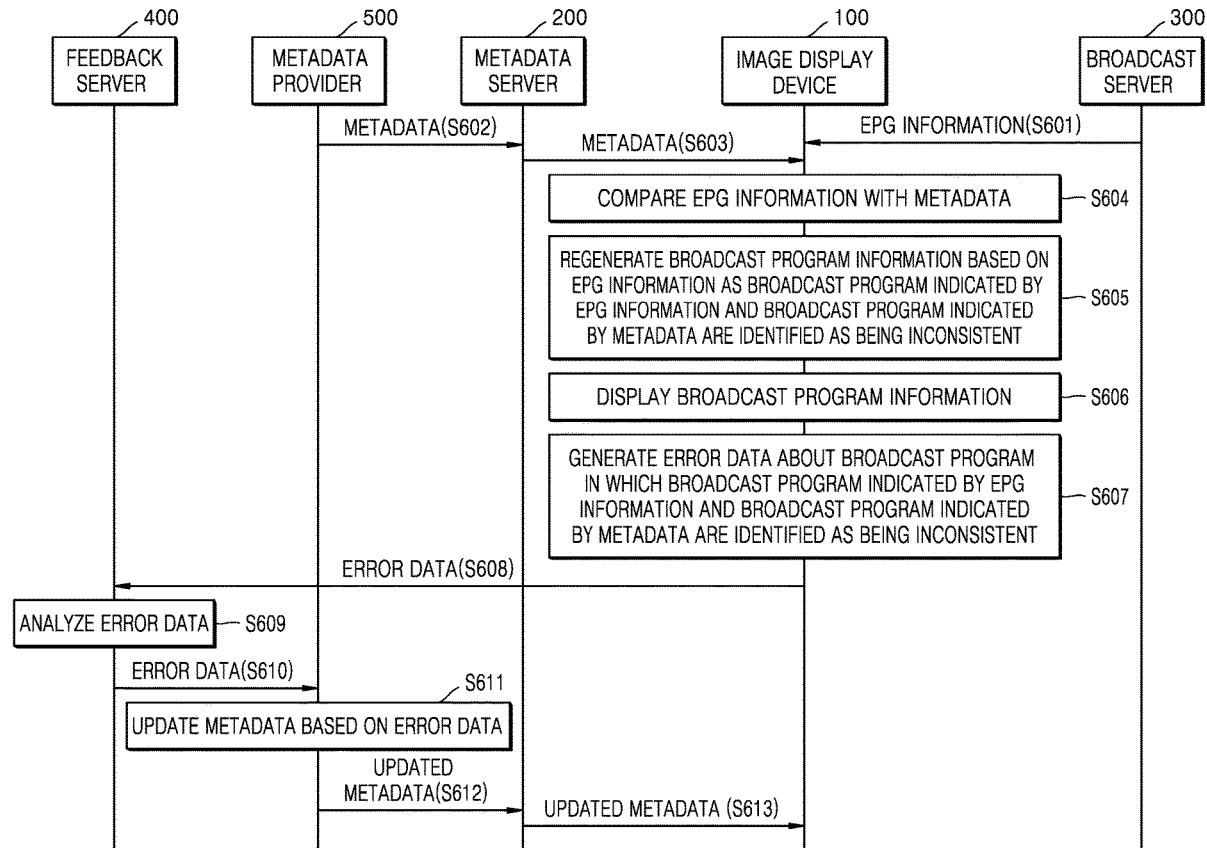 400
500
200
100
300
FEEDBACK
SERVER
METADATA
PROVIDER
METADATA
SERVER
IMAGE DISPLAY
DEVICE
BROADCAST
SERVER
METADATA(S602)
EPG INFORMATION(S601)
METADATA(S603)
COMPARE EPG INFORMATION WITH METADATA
S604
REGENERATE BROADCAST PROGRAM INFORMATION BASED ON
EPG INFORMATION AS BROADCAST PROGRAM INDICATED BY
EPG INFORMATION AND BROADCAST PROGRAM INDICATED
BY METADATA ARE IDENTIFIED AS BEING INCONSISTENT
S605
DISPLAY BROADCAST PROGRAM INFORMATION
S606
GENERATE ERROR DATA ABOUT BROADCAST PROGRAM
IN WHICH BROADCAST PROGRAM INDICATED BY EPG
INFORMATION AND BROADCAST PROGRAM INDICATED
BY METADATA ARE IDENTIFIED AS BEING INCONSISTENT
S607
ERROR DATA(S608)
ANALYZE ERROR DATA
S609
ERROR DATA(S610)
S611
UPDATE METADATA BASED ON ERROR DATA
UPDATED
METADATA(S612)
UPDATED METADATA (S613)